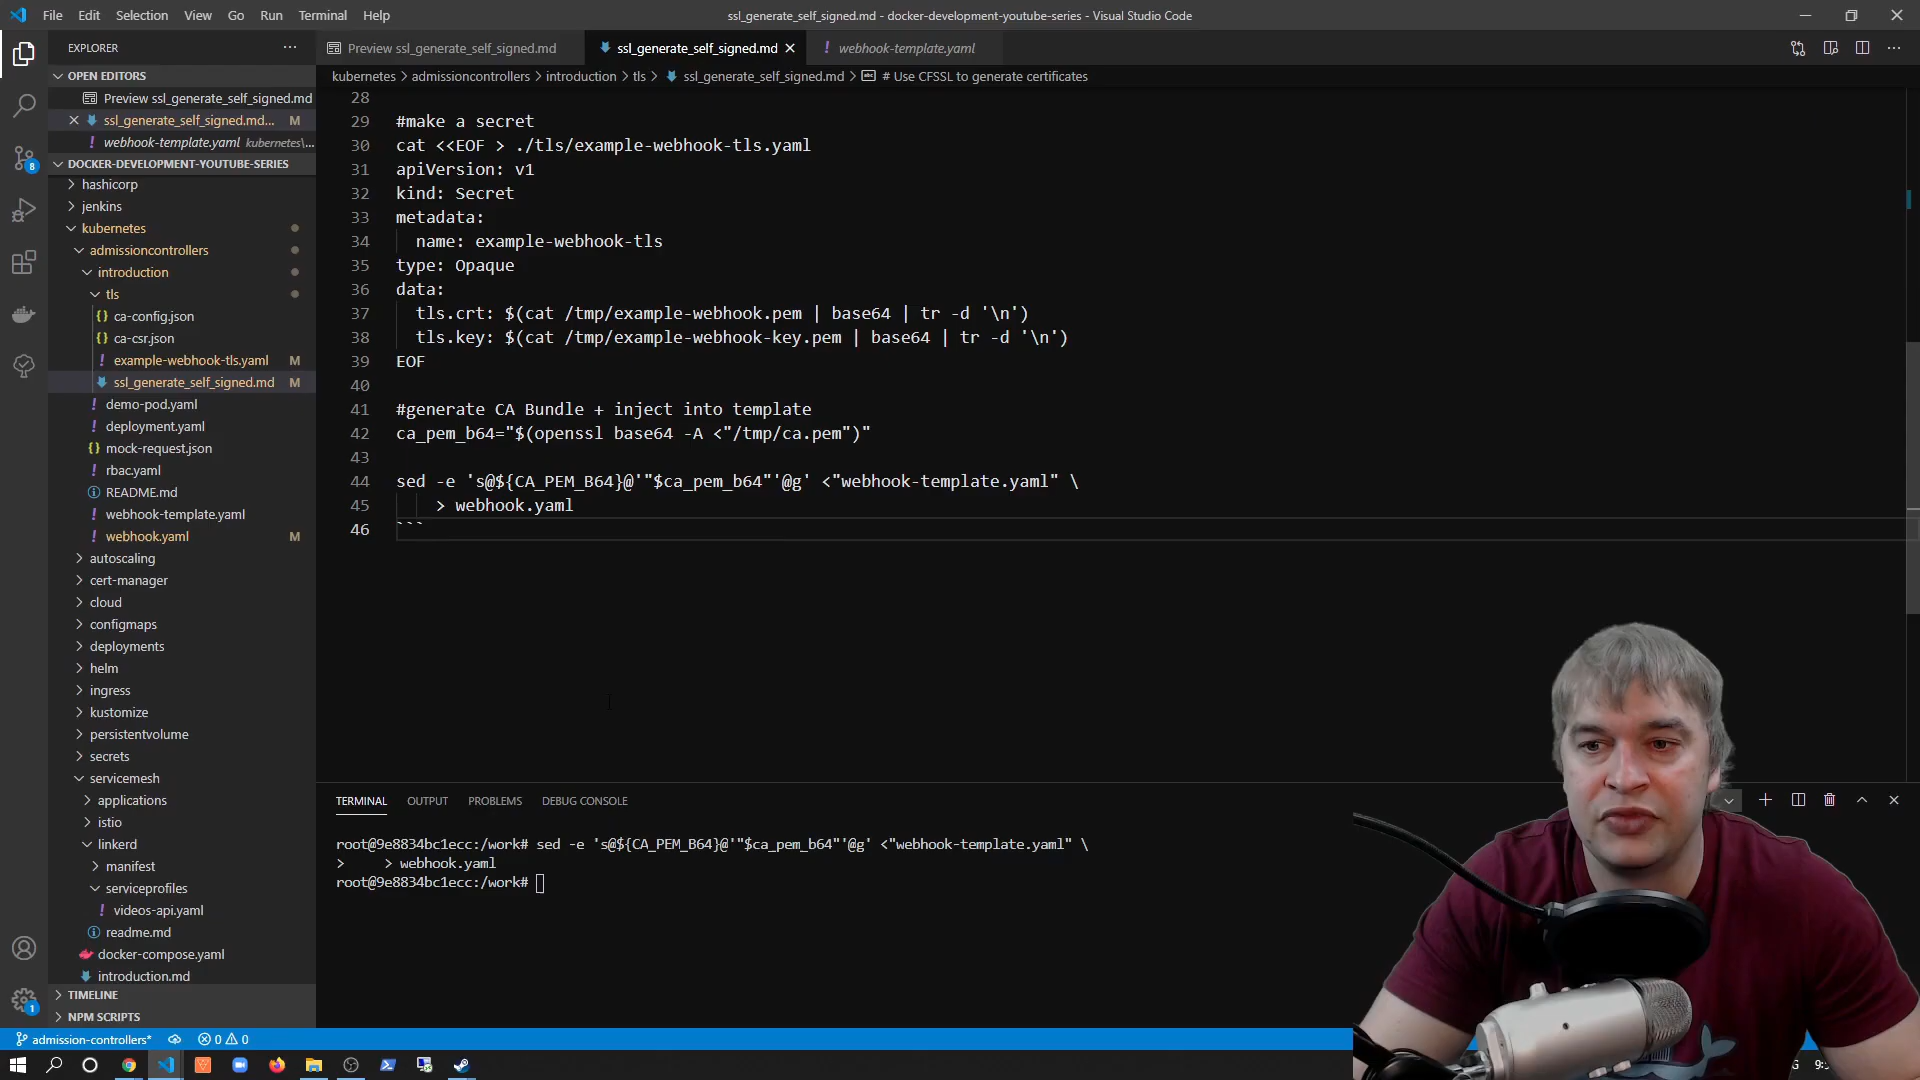 File Edit Selection View Go Run Terminal Help
ssl_generate_self_signed.md - docker-development-youtube-series - Visual Studio Code
EXPLORER
Preview ssl_generate_self_signed.md
ssl_generate_self_signed.md
! webhook-template.yaml
kubernetes > admissioncontrollers > introduction > tls > ssl_generate_self_signed.md > # Use CFSSL to generate certificates
OPEN EDITORS
Preview ssl_generate_self_signed.md
ssl_generate_self_signed.md... M
! webhook-template.yaml kubernetes\...
DOCKER-DEVELOPMENT-YOUTUBE-SERIES
hashicorp
jenkins
kubernetes
admissioncontrollers
introduction
tls
{} ca-config.json
{} ca-csr.json
! example-webhook-tls.yaml M
ssl_generate_self_signed.md M
! demo-pod.yaml
! deployment.yaml
{} mock-request.json
! rbac.yaml
README.md
! webhook-template.yaml
! webhook.yaml M
autoscaling
cert-manager
cloud
configmaps
deployments
helm
ingress
kustomize
persistentvolume
secrets
servicemesh
applications
istio
linkerd
manifest
serviceprofiles
! videos-api.yaml
readme.md
docker-compose.yaml
introduction.md
TIMELINE
NPM SCRIPTS
8
1
28
29 #make a secret
30 cat <<EOF > ./tls/example-webhook-tls.yaml
31 apiVersion: v1
32 kind: Secret
33 metadata:
34 name: example-webhook-tls
35 type: Opaque
36 data:
37 tls.crt: $(cat /tmp/example-webhook.pem | base64 | tr -d '\n')
38 tls.key: $(cat /tmp/example-webhook-key.pem | base64 | tr -d '\n')
39 EOF
40
41 #generate CA Bundle + inject into template
42 ca_pem_b64="$(openssl base64 -A <"/tmp/ca.pem")"
43
44 sed -e 's@${CA_PEM_B64}@'"$ca_pem_b64"'@g' <"webhook-template.yaml" \
45 > webhook.yaml
46 ```
TERMINAL OUTPUT PROBLEMS DEBUG CONSOLE
root@9e8834bc1ecc:/work# sed -e 's@${CA_PEM_B64}@'"$ca_pem_b64"'@g' <"webhook-template.yaml" \
> > webhook.yaml
root@9e8834bc1ecc:/work#
admission-controllers* 0 0